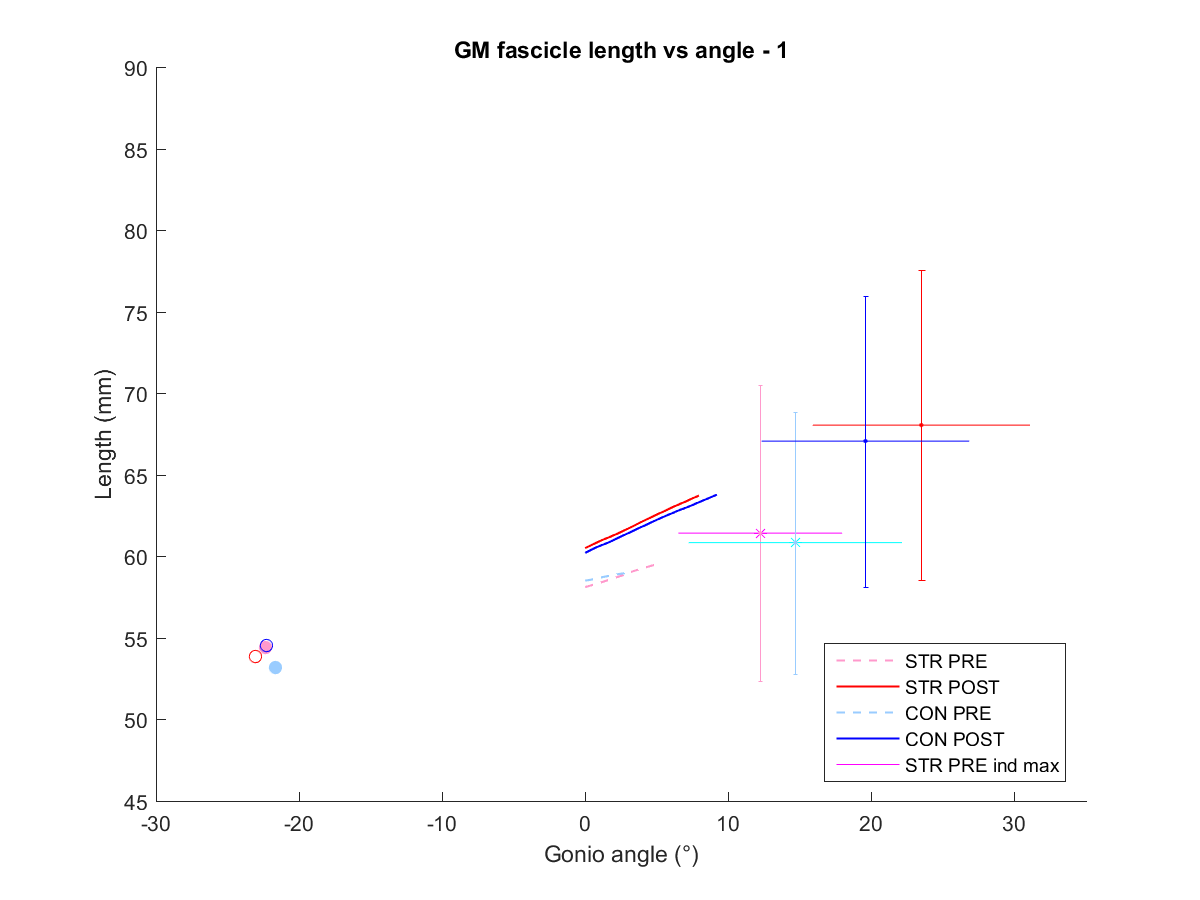 GM fascicle length vs angle - 1
90
85
80
75
70
65
60
55
50
45
Length (mm)
-30
-20
-10
0
10
20
30
Gonio angle (°)
STR PRE
STR POST
CON PRE
CON POST
STR PRE ind max